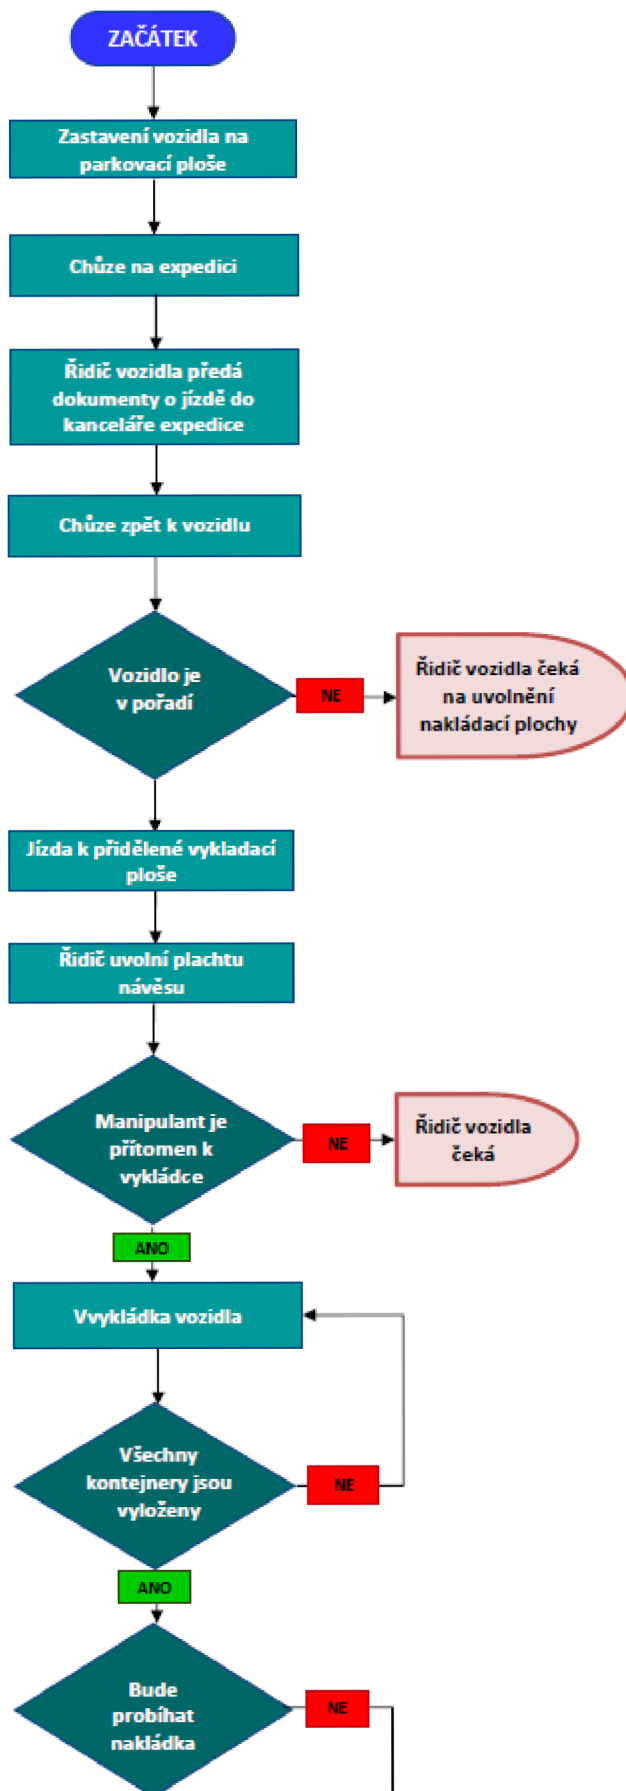 ZAČÁTEK
Zastavení vozidla na
parkovací ploše
Chůze na expedici
Řidič vozidla předá
dokumenty o jízdě do
kanceláře expedice
Chůze zpět k vozidlu
Vozidlo je
v pořadí
NE
Řidič vozidla čeká
na uvolnění
nakládací plochy
Jízda k přidělené vykladací
ploše
Řidič uvolní plachtu
návěsu
Manipulant je
přítomen k
vykládce
NE
Řidič vozidla
čeká
ANO
Vvykládka vozidla
Všechny
kontejnery jsou
vyloženy
NE
ANO
Bude
probíhat
nakládka
NE